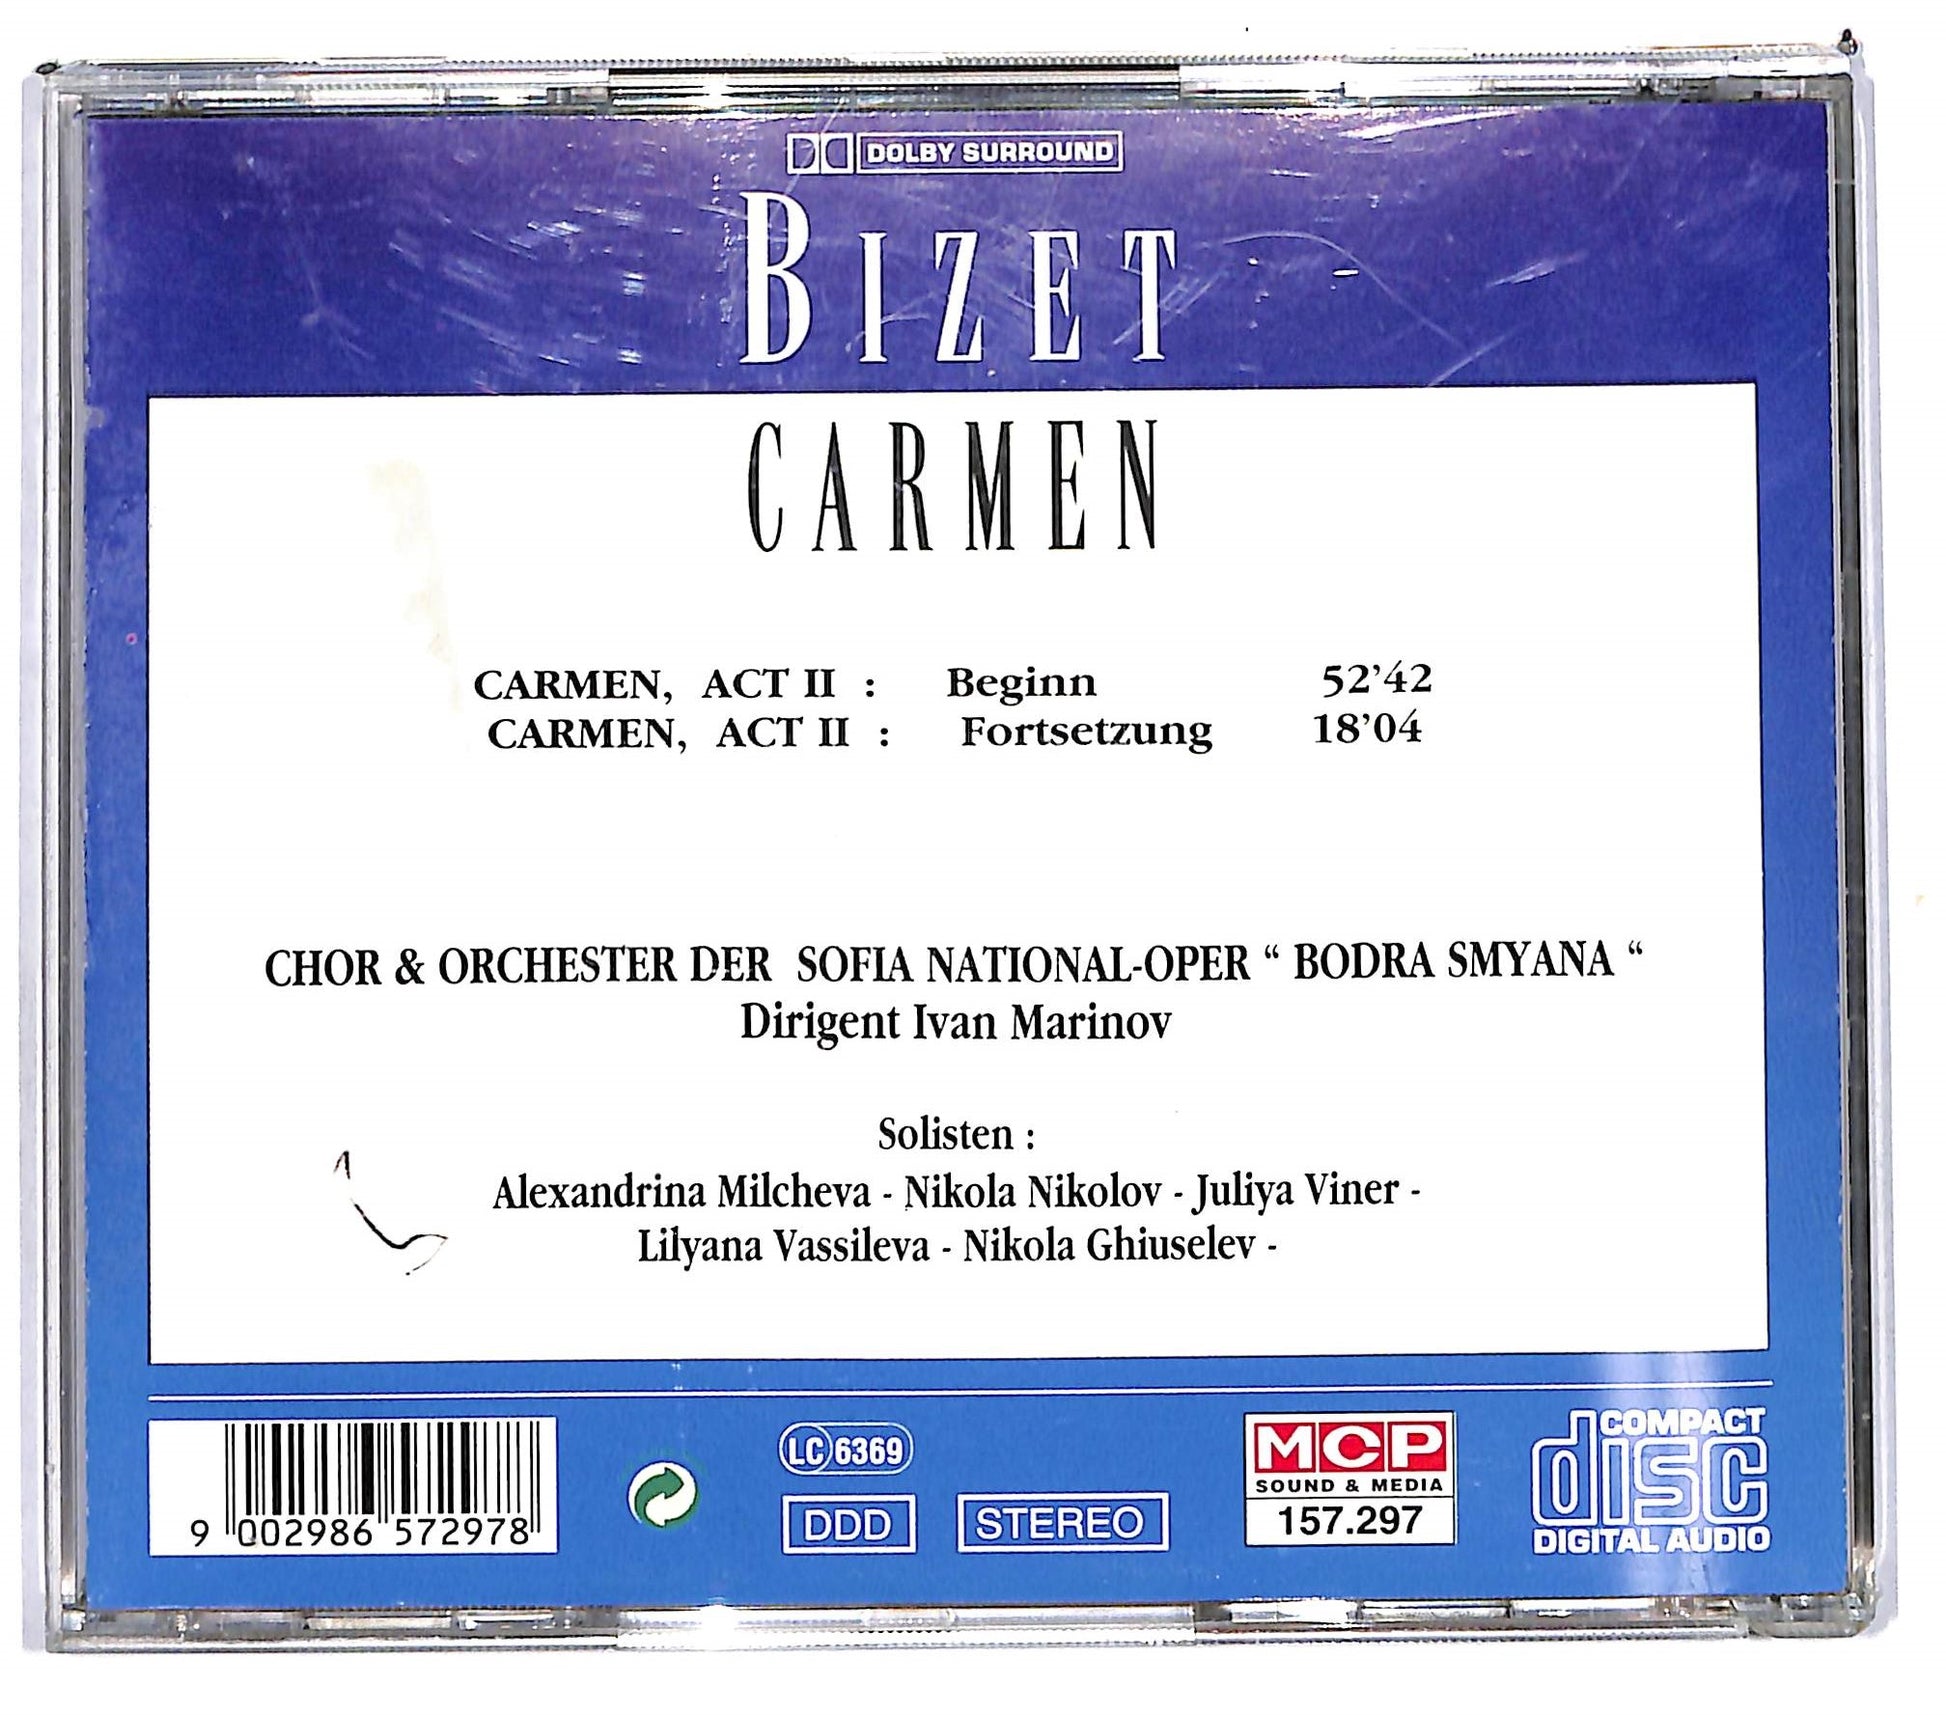 DOLBY SURROUND
BIZET
CARMEN
CARMEN, ACT II : Beginn 52’42
CARMEN, ACT II : Fortsetzung 18’04
CHOR & ORCHESTER DER SOFIA NATIONAL-OPER “ BODRA SMYANA “
Dirigent Ivan Marinov
Solisten :
Alexandrina Milcheva - Nikola Nikolov - Juliya Viner -
Lilyana Vassileva - Nikola Ghiuselev -
9 002986 572978
LC 6369
DDD
STEREO
MCP
SOUND & MEDIA
157.297
COMPACT
disc
DIGITAL AUDIO